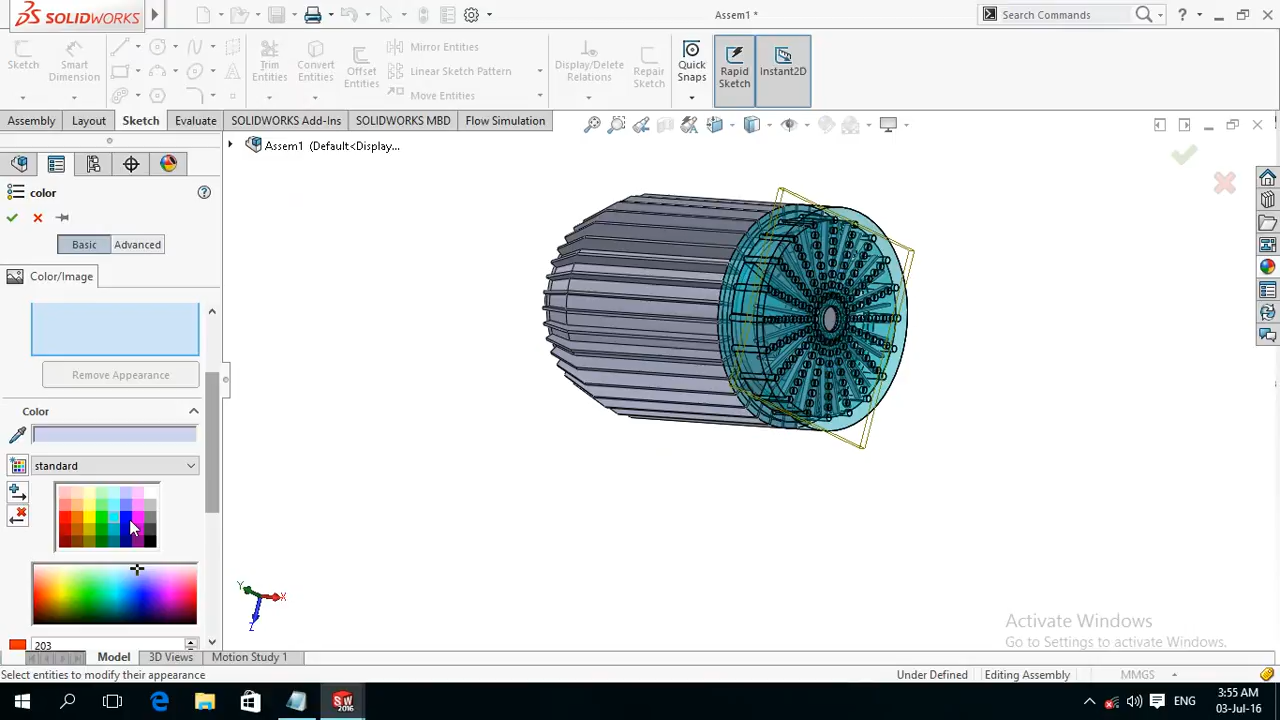 SOLIDWORKS
Assem1 *
Search Commands
Sketch
Smart Dimension
Trim Entities
Convert Entities
Offset Entities
Mirror Entities
Linear Sketch Pattern
Move Entities
Display/Delete Relations
Repair Sketch
Quick Snaps
Rapid Sketch
Instant2D
Assembly
Layout
Sketch
Evaluate
SOLIDWORKS Add-Ins
SOLIDWORKS MBD
Flow Simulation
Assem1 (Default<Display...
color
Basic
Advanced
Color/Image
Remove Appearance
Color
standard
203
Y
X
Z
Activate Windows
Go to Settings to activate Windows.
Model
3D Views
Motion Study 1
Select entities to modify their appearance
Under Defined
Editing Assembly
MMGS
SW
2016
ENG
3:55 AM
03-Jul-16